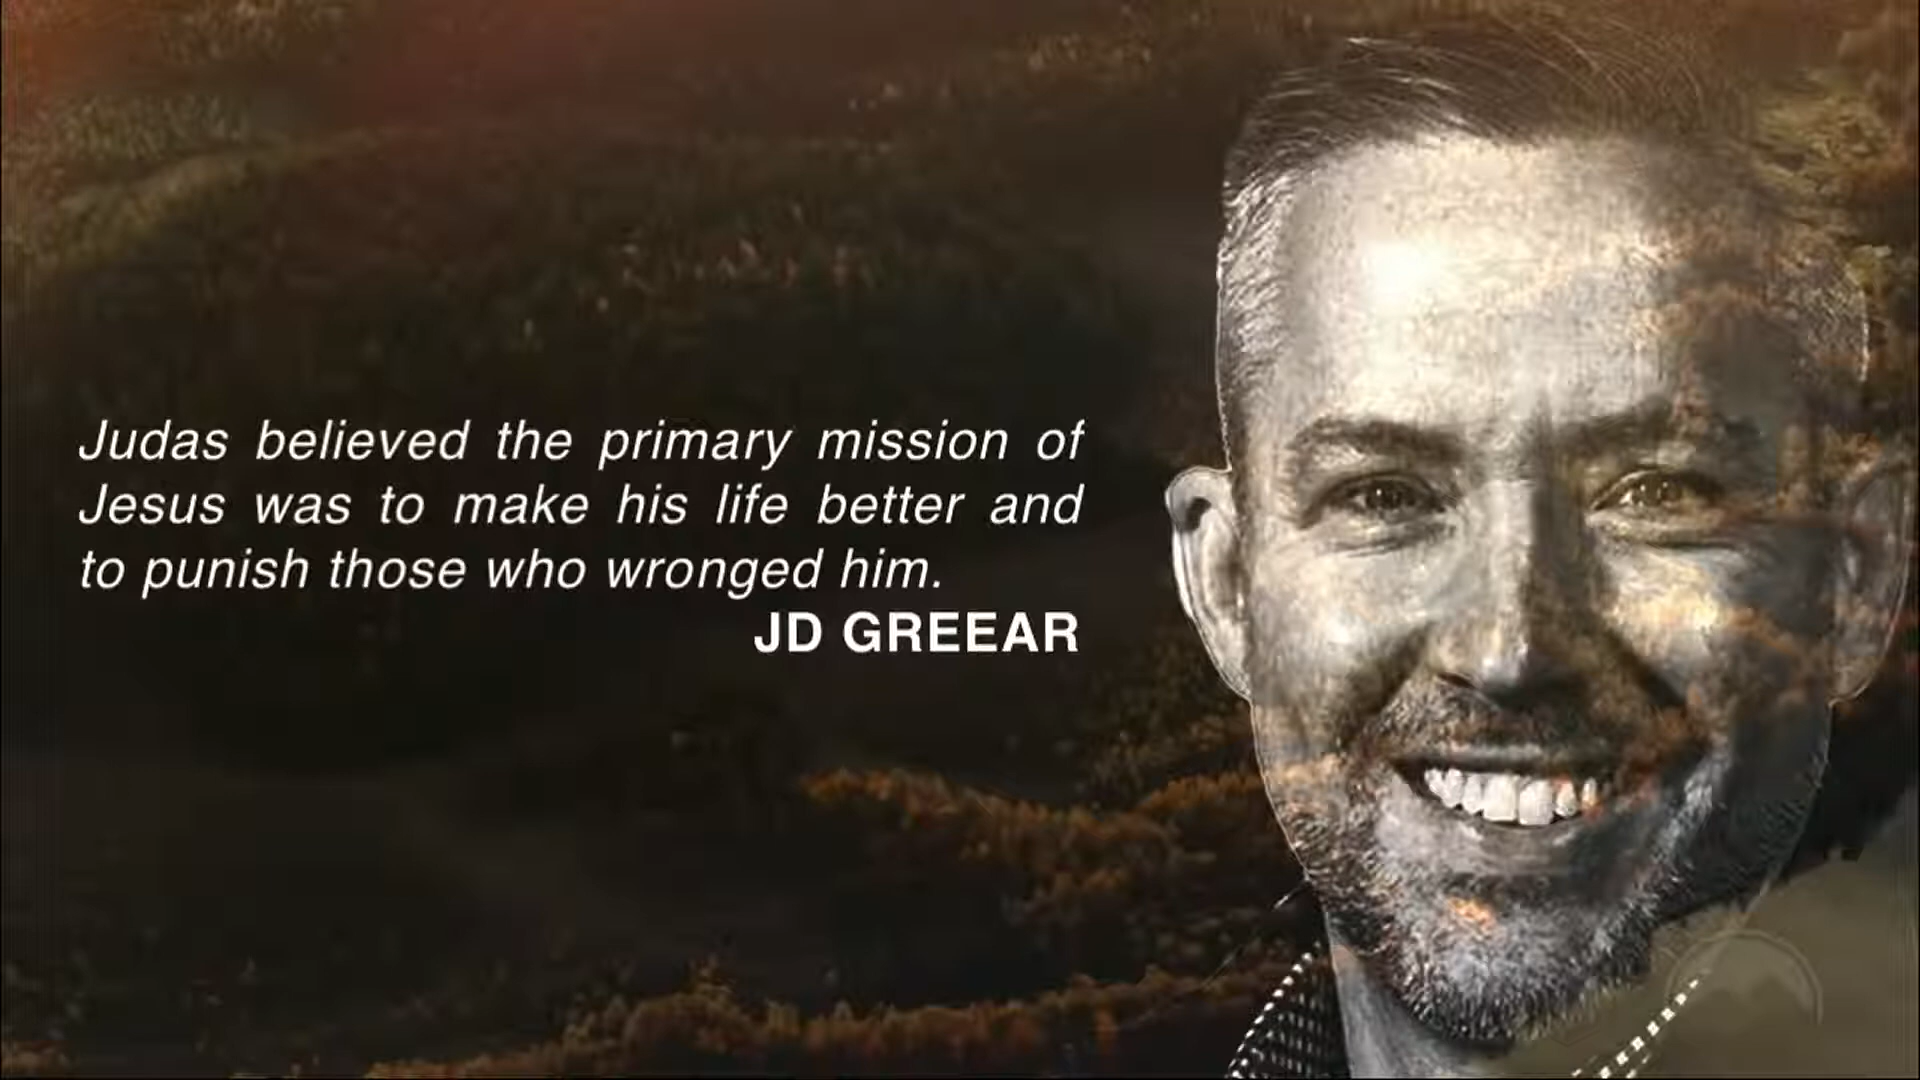 Judas believed the primary mission of
Jesus was to make his life better and
to punish those who wronged him.
JD GREEAR